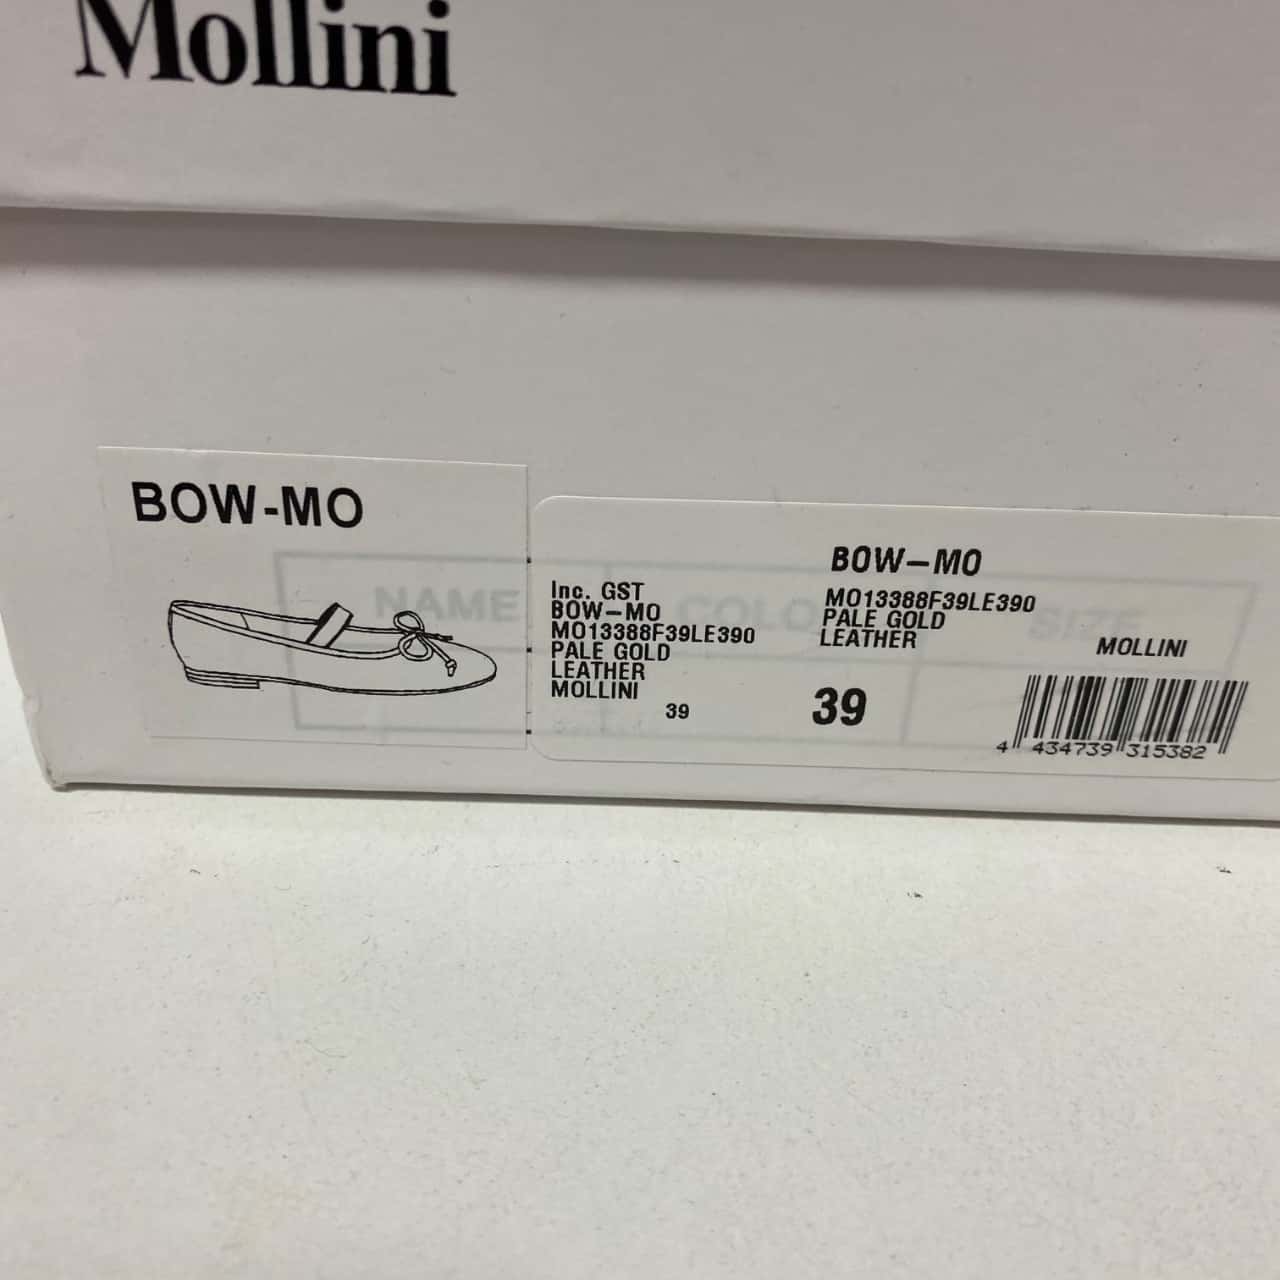 Mollini
BOW-MO
NAME
COLO
SIZE
Inc. GST
BOW-MO
MO13388F39LE390
PALE GOLD
LEATHER
MOLLINI
39
BOW-MO
MO13388F39LE390
PALE GOLD
LEATHER
39
MOLLINI
4 434739 315382